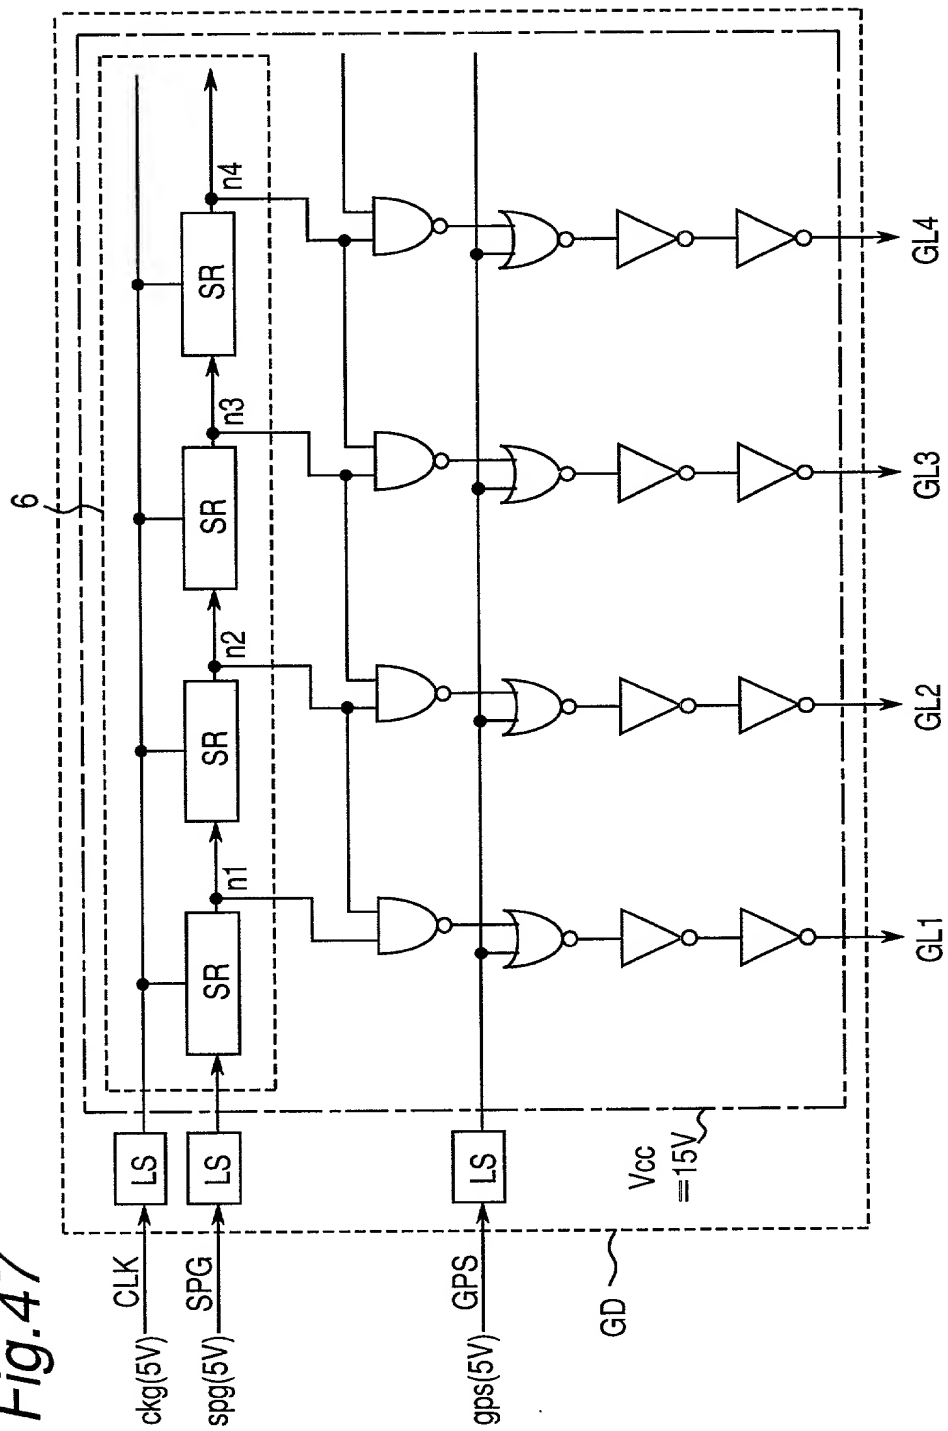 Fig.47
6
n1
n2
n3
n4
SR
SR
SR
SR
ckg(5V)
CLK
LS
spg(5V)
SPG
LS
gps(5V)
GPS
LS
Vcc
=15V
GD
GL1
GL2
GL3
GL4